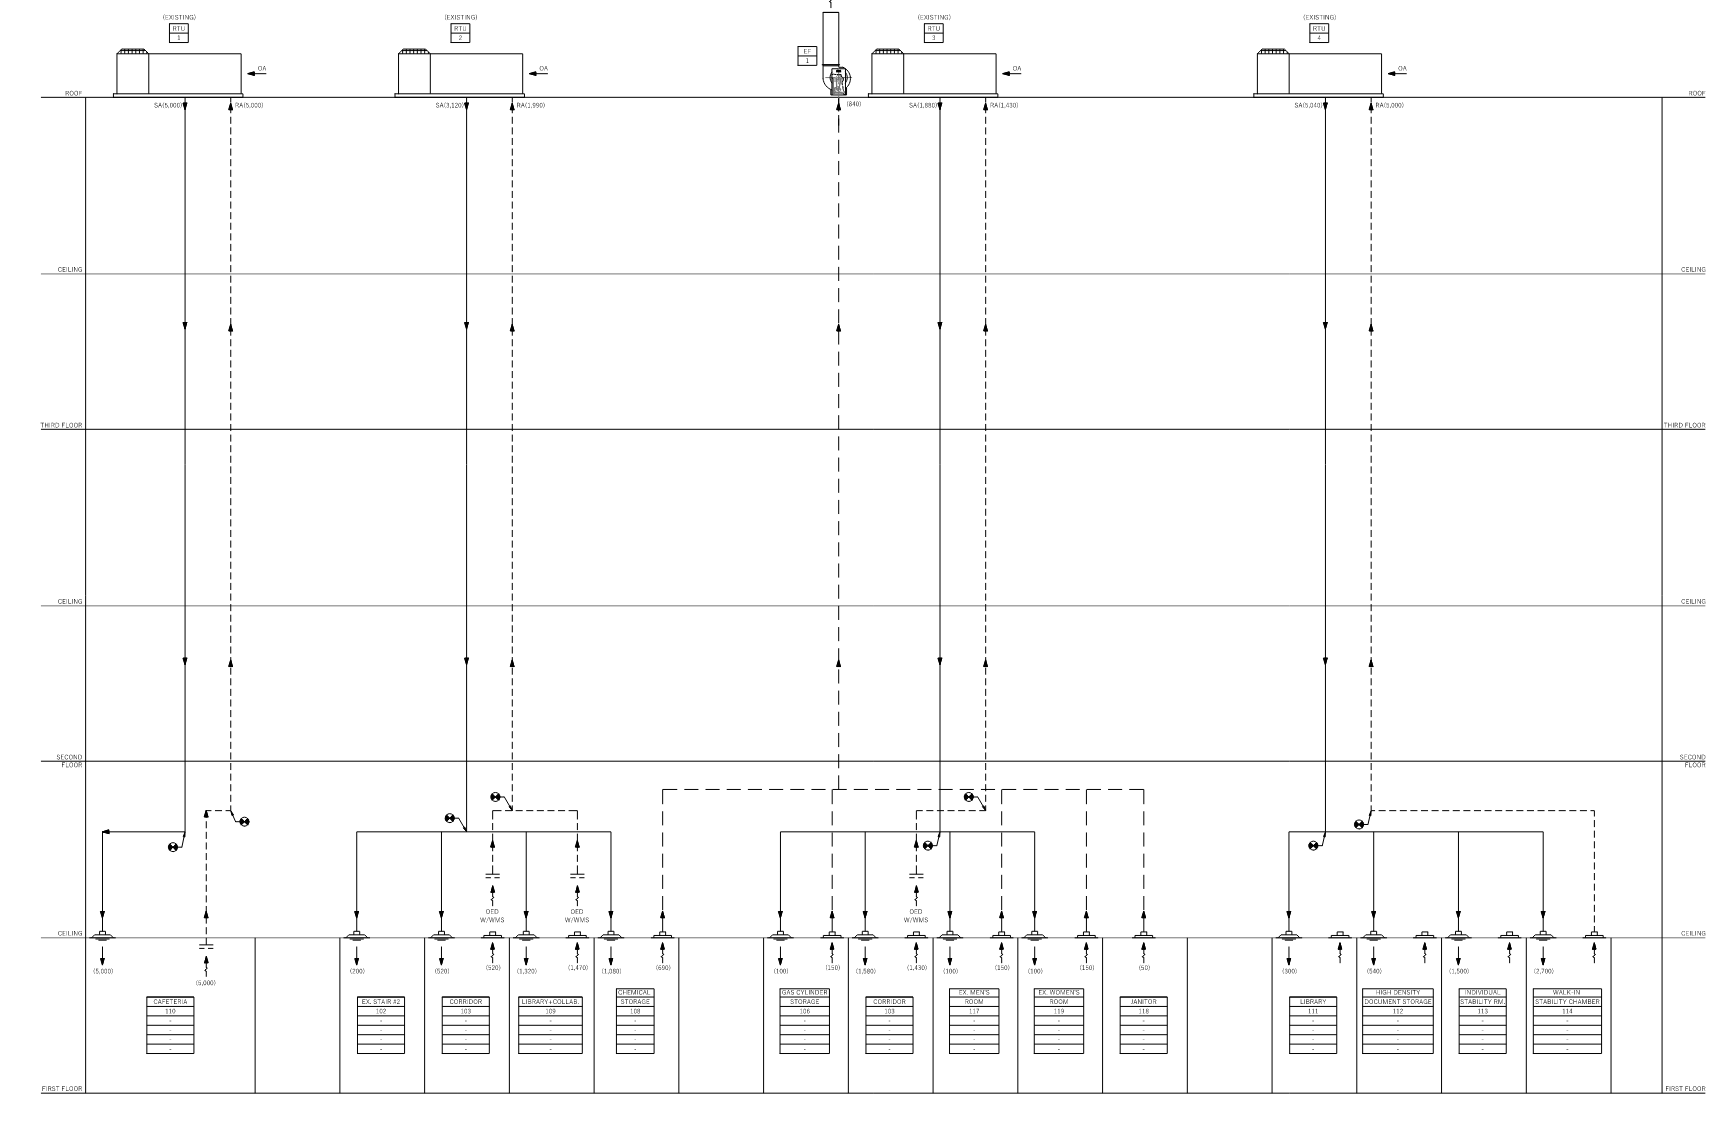 (EXISTING)
RTU
1
OA
(EXISTING)
RTU
2
OA
EF
1
(EXISTING)
RTU
3
OA
(EXISTING)
RTU
4
OA
ROOF
SA(5,000)
RA(5,000)
SA(3,120)
RA(1,990)
(840)
SA(1,880)
RA(1,430)
SA(5,040)
RA(5,000)
ROOF
CEILING
CEILING
THIRD FLOOR
THIRD FLOOR
CEILING
CEILING
SECOND
FLOOR
SECOND
FLOOR
OED
W/WMS
OED
W/WMS
OED
W/WMS
CEILING
CEILING
(5,000)
(5,000)
(200)
(520)
(520)
(1,320)
(1,470)
(1,080)
(690)
(100)
(150)
(1,580)
(1,430)
(100)
(150)
(100)
(150)
(50)
(300)
(540)
(1,500)
(2,700)
CAFETERIA
110
-
-
-
-
EX. STAIR #2
102
-
-
-
-
CORRIDOR
103
-
-
-
-
LIBRARY+COLLAB.
109
-
-
-
-
CHEMICAL
STORAGE
108
-
-
-
-
GAS CYLINDER
STORAGE
106
-
-
-
-
CORRIDOR
103
-
-
-
-
EX. MEN'S
ROOM
117
-
-
-
-
EX. WOMEN'S
ROOM
119
-
-
-
-
JANITOR
118
-
-
-
-
LIBRARY
111
-
-
-
-
HIGH DENSITY
DOCUMENT STORAGE
112
-
-
-
-
INDIVIDUAL
STABILITY RM.
113
-
-
-
-
WALK-IN
STABILITY CHAMBER
114
-
-
-
-
FIRST FLOOR
FIRST FLOOR